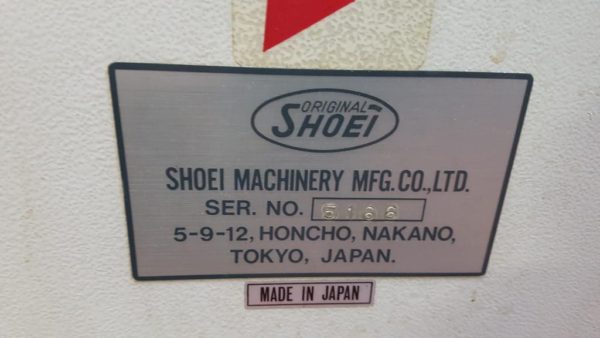 ORIGINAL
SHOEI
SHOEI MACHINERY MFG.CO.,LTD.
SER. NO. 5166
5-9-12, HONCHO, NAKANO,
TOKYO, JAPAN.
MADE IN JAPAN